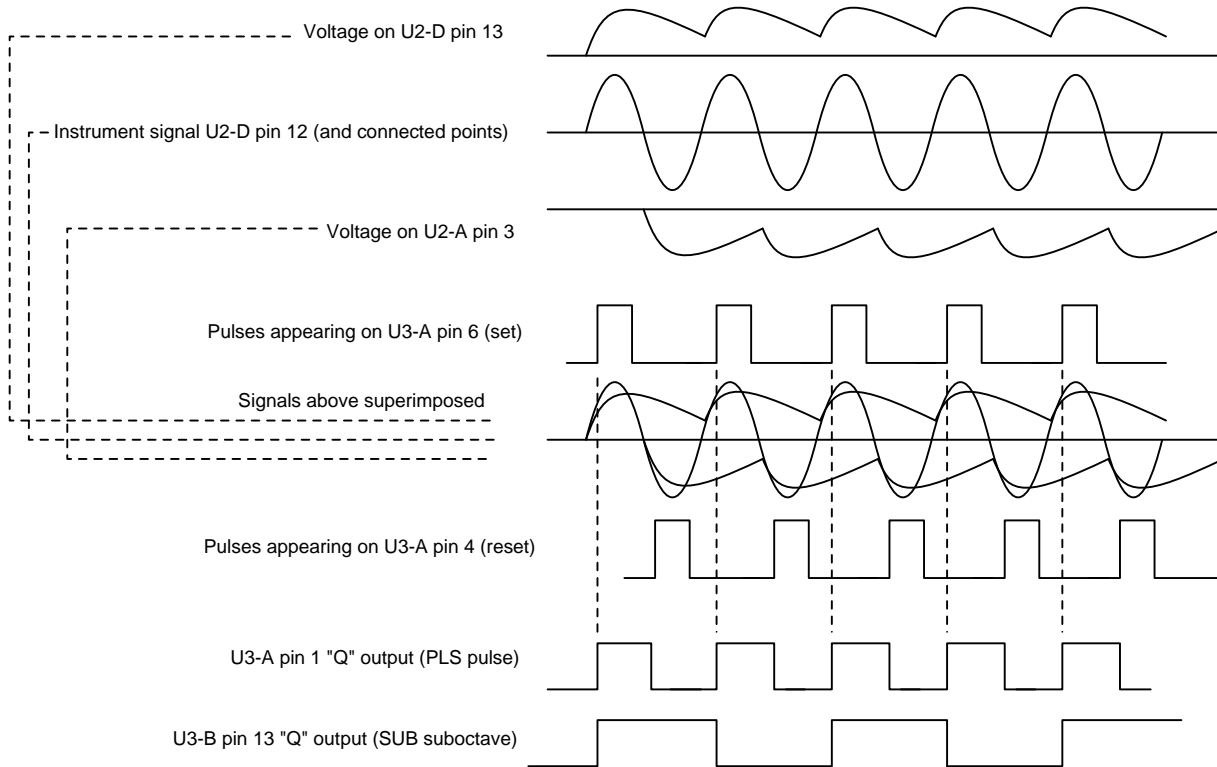 Voltage on U2-D pin 13
Instrument signal U2-D pin 12 (and connected points)
Voltage on U2-A pin 3
Pulses appearing on U3-A pin 6 (set)
Signals above superimposed
Pulses appearing on U3-A pin 4 (reset)
U3-A pin 1 "Q" output (PLS pulse)
U3-B pin 13 "Q" output (SUB suboctave)